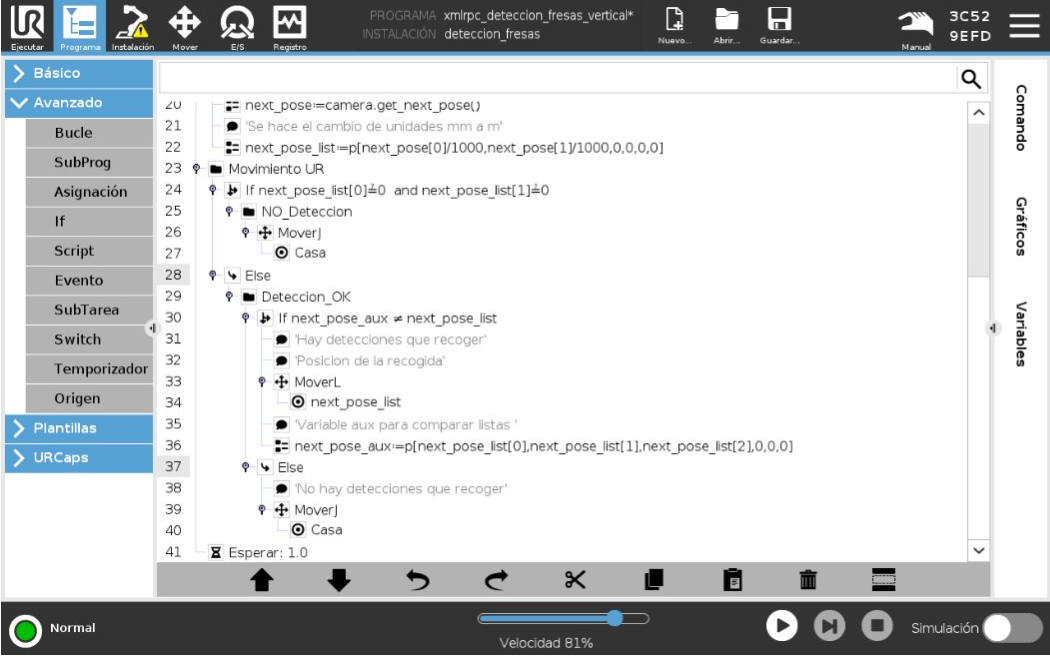 PROGRAMA xmlrpc_deteccion_fresas_vertical*
INSTALACIÓN deteccion_fresas
Ejecutar
Programa
Instalación
Mover
E/S
Registro
Nuevo...
Abrir...
Guardar...
Manual
3C52
9EFD
Básico
Avanzado
Bucle
SubProg
Asignación
If
Script
Evento
SubTarea
Switch
Temporizador
Origen
Plantillas
URCaps
20 next_pose≔camera.get_next_pose()
21 'Se hace el cambio de unidades mm a m'
22 next_pose_list≔p[next_pose[0]/1000,next_pose[1]/1000,0,0,0,0]
23 Movimiento UR
24 If next_pose_list[0]≟0 and next_pose_list[1]≟0
25 NO_Deteccion
26 MoverJ
27 Casa
28 Else
29 Deteccion_OK
30 If next_pose_aux ≠ next_pose_list
31 'Hay detecciones que recoger'
32 'Posicion de la recogida'
33 MoverL
34 next_pose_list
35 'Variable aux para comparar listas '
36 next_pose_aux≔p[next_pose_list[0],next_pose_list[1],next_pose_list[2],0,0,0]
37 Else
38 'No hay detecciones que recoger'
39 MoverJ
40 Casa
41 Esperar: 1.0
Comando
Gráficos
Variables
Normal
Velocidad 81%
Simulación